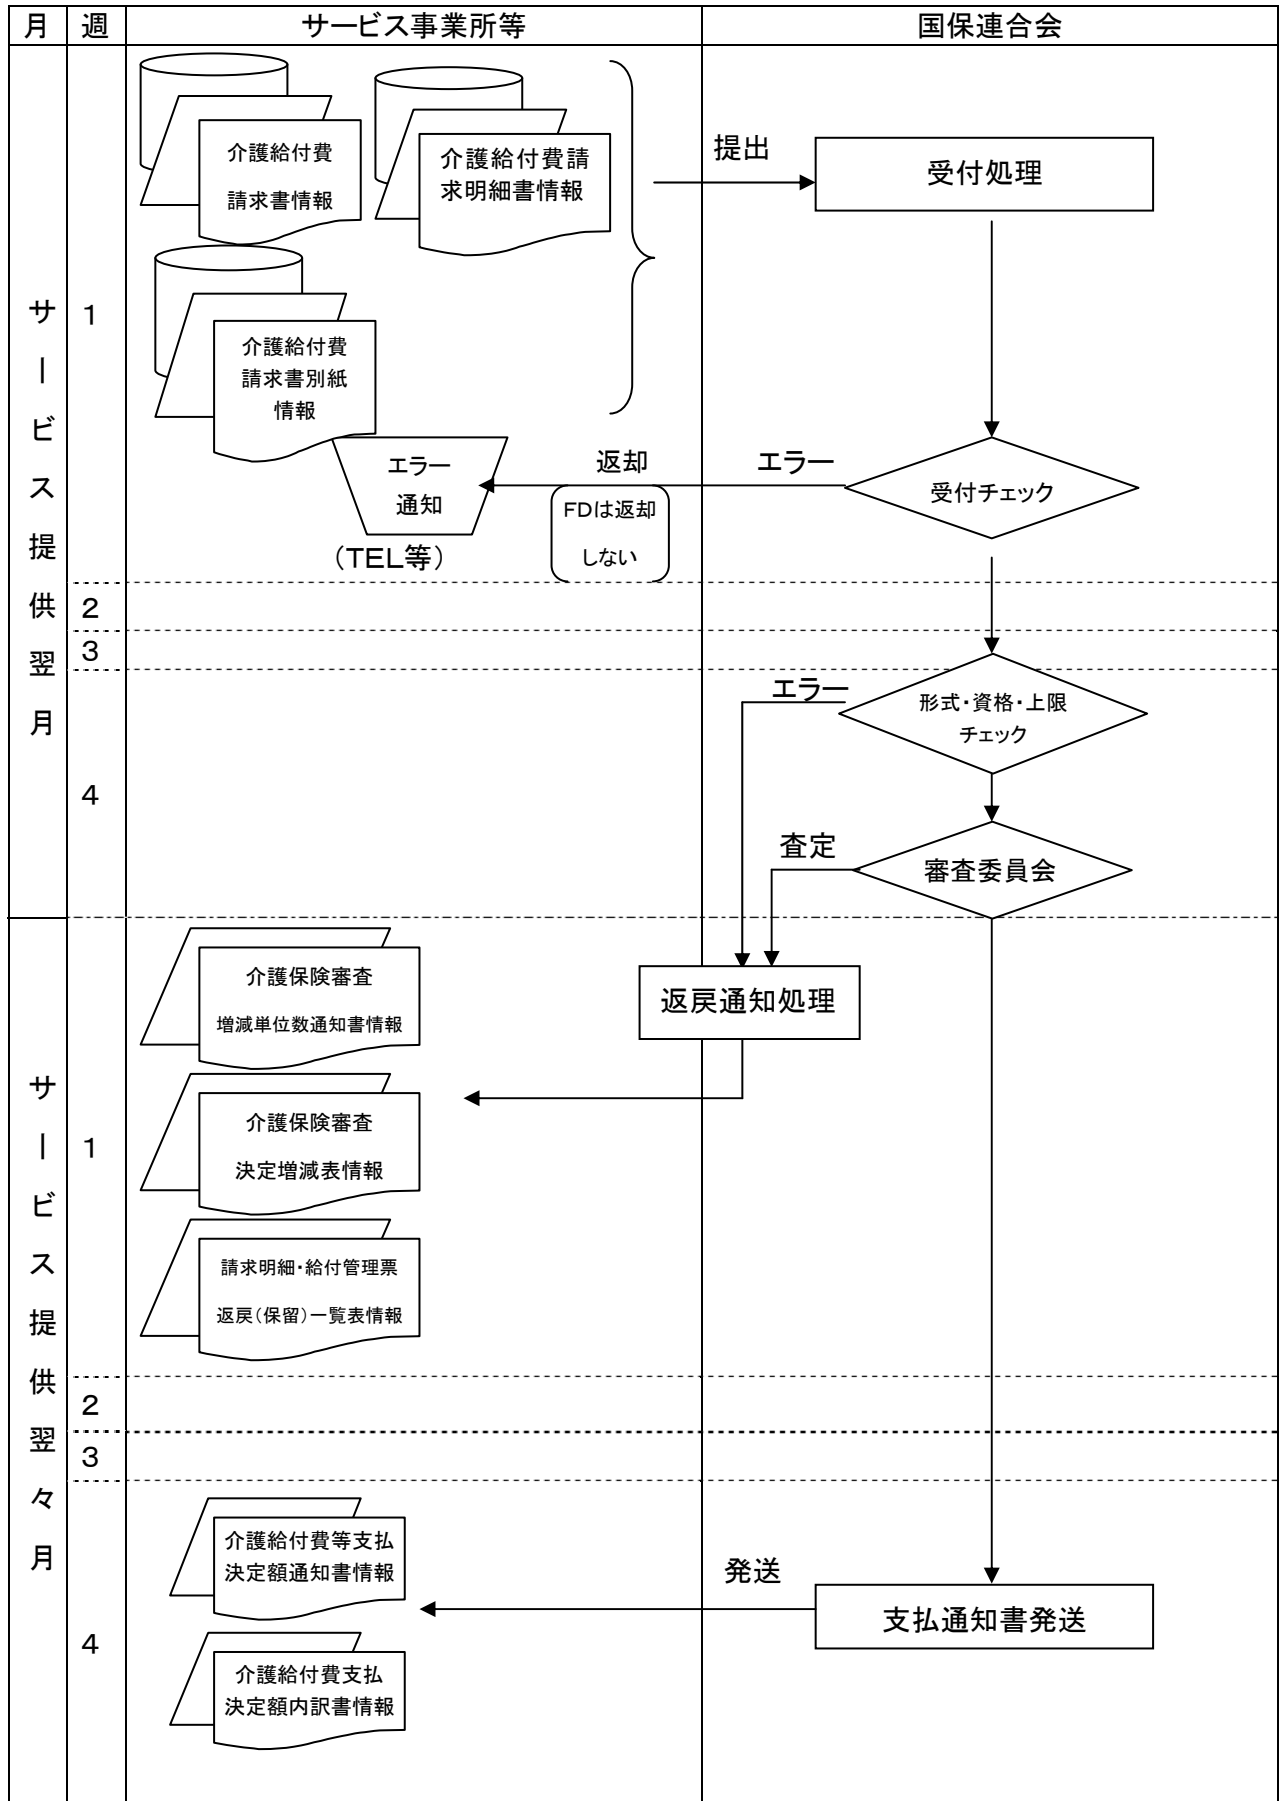 月 週 サービス事業所等 国保連合会
サービス提供翌月
1
介護給付費
請求書情報
介護給付費請
求明細書情報
提出
受付処理
介護給付費
請求書別紙
情報
エラー
通知
(TEL等)
返却
FDは返却
しない
エラー
受付チェック
2
3
4
エラー
形式・資格・上限
チェック
査定
審査委員会
サービス提供翌々月
1
介護保険審査
増減単位数通知書情報
返戻通知処理
介護保険審査
決定増減表情報
請求明細・給付管理票
返戻(保留)一覧表情報
2
3
4
介護給付費等支払
決定額通知書情報
発送
支払通知書発送
介護給付費支払
決定額内訳書情報